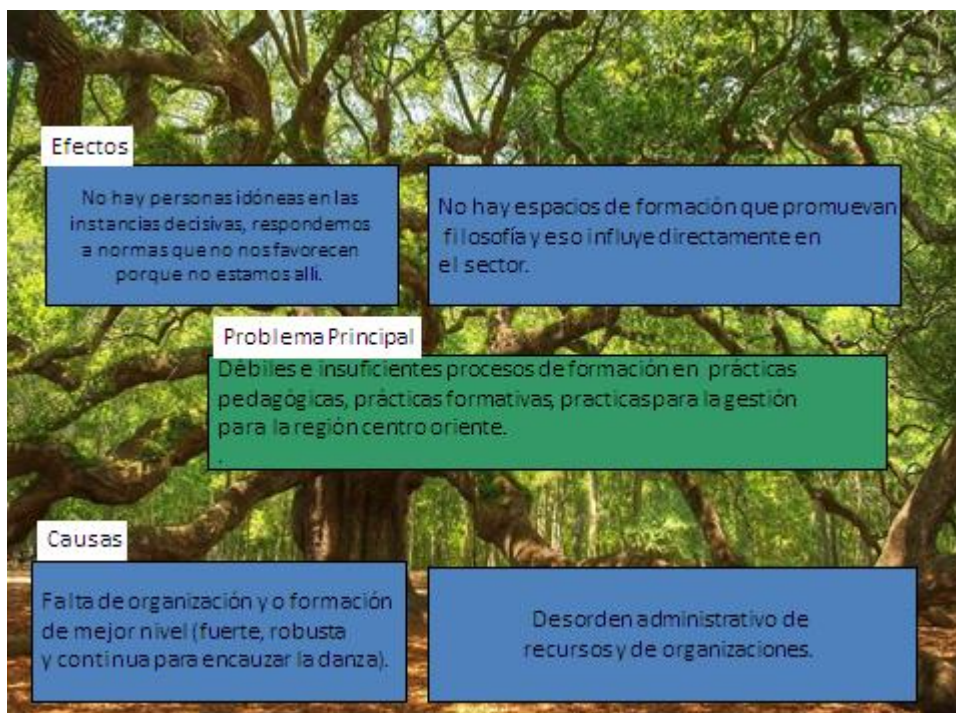 Efectos
No hay personas idóneas en las
instancias decisivas, respondemos
a normas que no nos favorecen
porque no estamos alli.
No hay espacios de formación que promuevan
filosofía y eso influye directamente en
el sector.
Problema Principal
Débiles e insuficientes procesos de formación en prácticas
pedagógicas, prácticas formativas, practicas para la gestión
para la región centro oriente.
.
Causas
Falta de organización y o formación
de mejor nivel (fuerte, robusta
y continua para encauzar la danza).
Desorden administrativo de
recursos y de organizaciones.